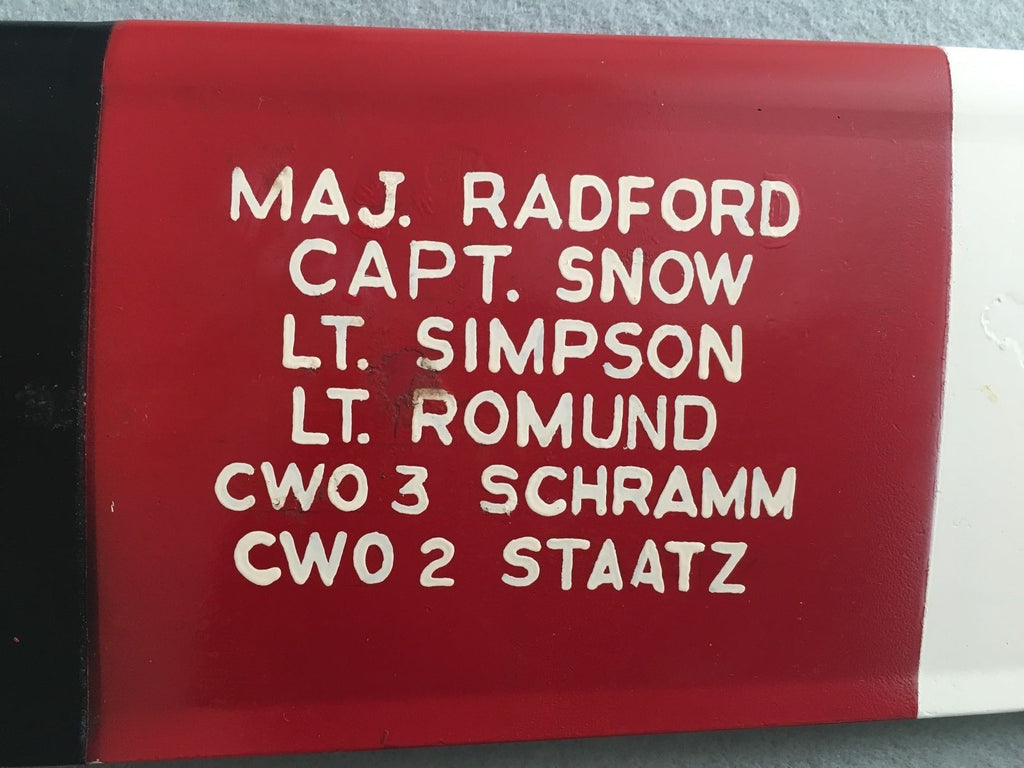 MAJ. RADFORD
CAPT. SNOW
LT. SIMPSON
LT. ROMUND
CWO 3 SCHRAMM
CWO 2 STAATZ